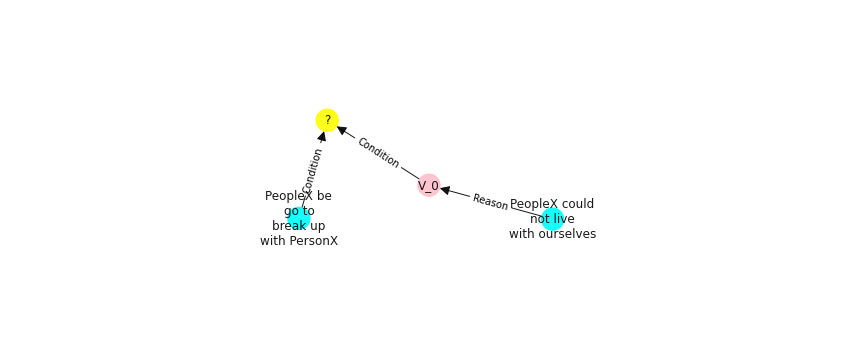 ?
Condition
Condition
V_0
Reason
PeopleX be
go to
break up
with PersonX
PeopleX could
not live
with ourselves